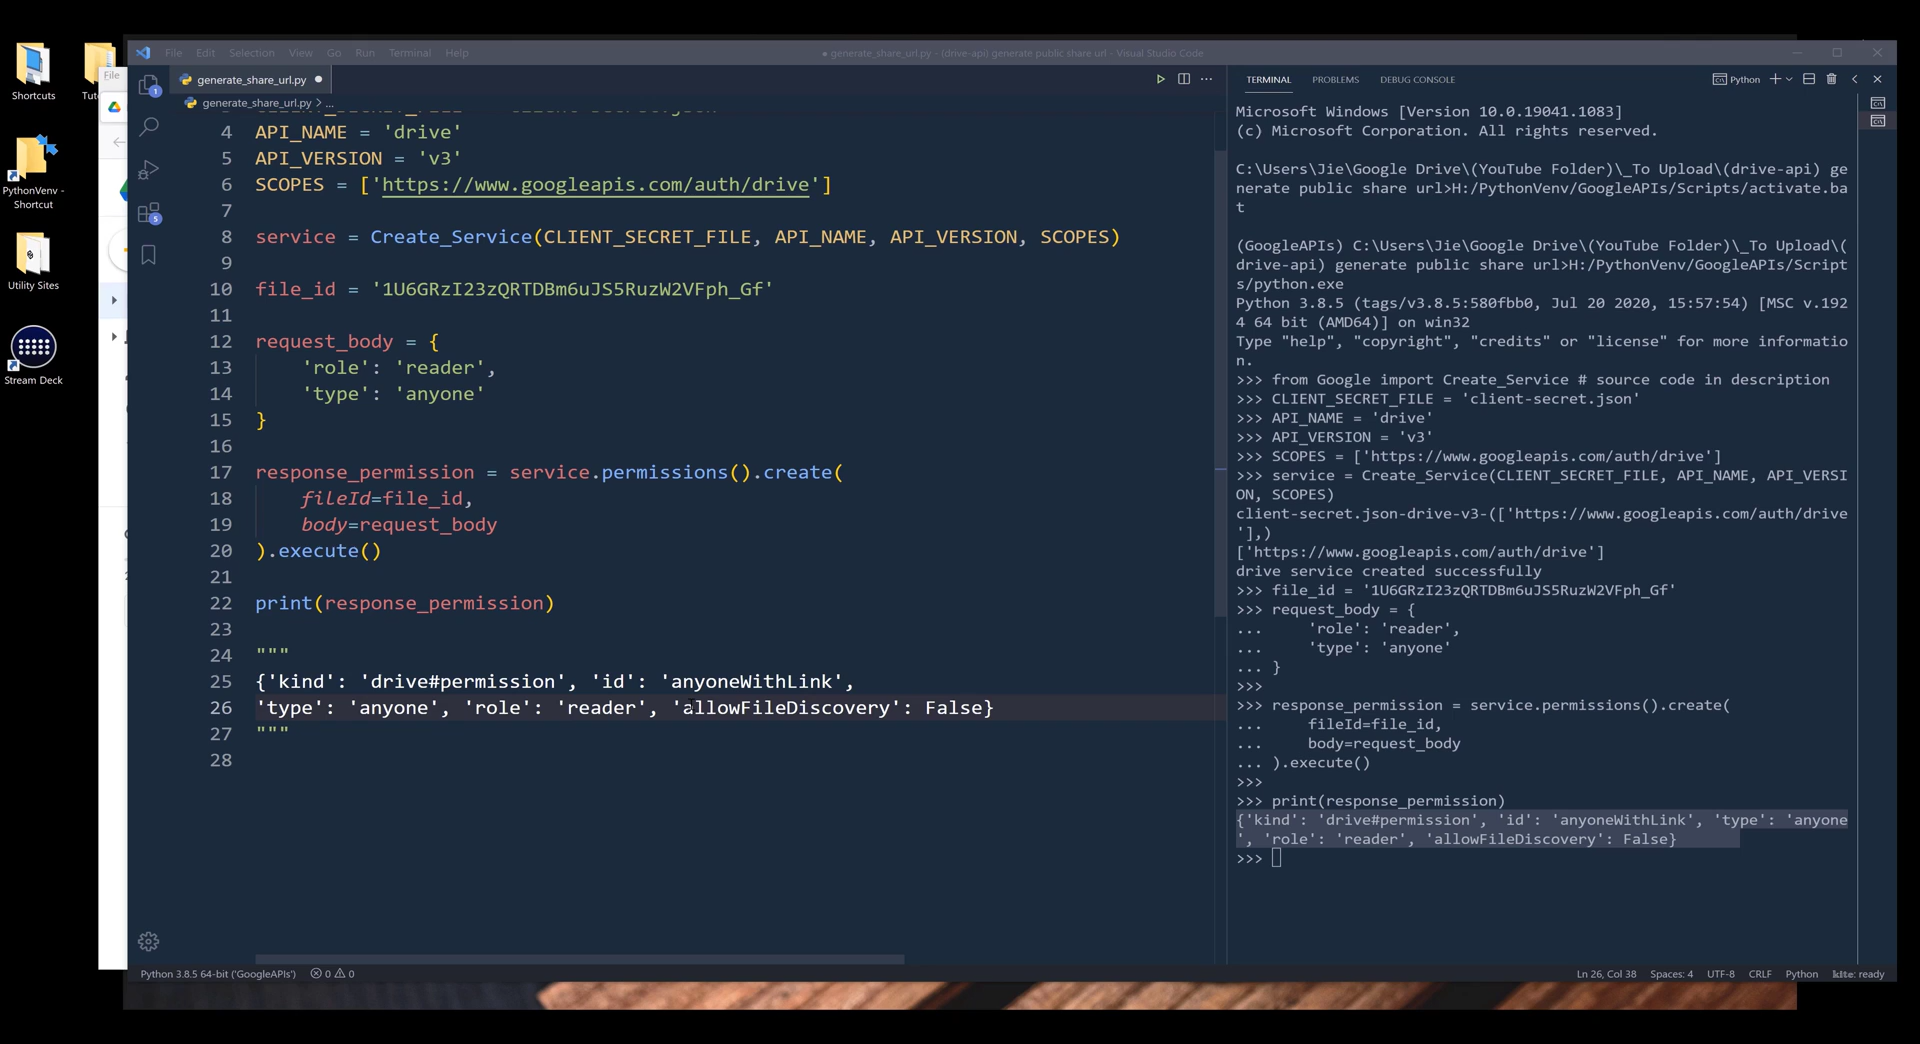 Shortcuts
Tut
PythonVenv -
Shortcut
Utility Sites
Stream Deck
File
File Edit Selection View Go Run Terminal Help
● generate_share_url.py - (drive-api) generate public share url - Visual Studio Code
generate_share_url.py
generate_share_url.py > ...
4 API_NAME = 'drive'
5 API_VERSION = 'v3'
6 SCOPES = ['https://www.googleapis.com/auth/drive']
7
8 service = Create_Service(CLIENT_SECRET_FILE, API_NAME, API_VERSION, SCOPES)
9
10 file_id = '1U6GRzI23zQRTDBm6uJS5RuzW2VFph_Gf'
11
12 request_body = {
13 'role': 'reader',
14 'type': 'anyone'
15 }
16
17 response_permission = service.permissions().create(
18 fileId=file_id,
19 body=request_body
20 ).execute()
21
22 print(response_permission)
23
24 """
25 {'kind': 'drive#permission', 'id': 'anyoneWithLink',
26 'type': 'anyone', 'role': 'reader', 'allowFileDiscovery': False}
27 """
28
1
5
TERMINAL PROBLEMS DEBUG CONSOLE
Python
Microsoft Windows [Version 10.0.19041.1083]
(c) Microsoft Corporation. All rights reserved.
C:\Users\Jie\Google Drive\(YouTube Folder)\_To Upload\(drive-api) ge
nerate public share url>H:/PythonVenv/GoogleAPIs/Scripts/activate.ba
t
(GoogleAPIs) C:\Users\Jie\Google Drive\(YouTube Folder)\_To Upload\(
drive-api) generate public share url>H:/PythonVenv/GoogleAPIs/Script
s/python.exe
Python 3.8.5 (tags/v3.8.5:580fbb0, Jul 20 2020, 15:57:54) [MSC v.192
4 64 bit (AMD64)] on win32
Type "help", "copyright", "credits" or "license" for more informatio
n.
>>> from Google import Create_Service # source code in description
>>> CLIENT_SECRET_FILE = 'client-secret.json'
>>> API_NAME = 'drive'
>>> API_VERSION = 'v3'
>>> SCOPES = ['https://www.googleapis.com/auth/drive']
>>> service = Create_Service(CLIENT_SECRET_FILE, API_NAME, API_VERSI
ON, SCOPES)
client-secret.json-drive-v3-(['https://www.googleapis.com/auth/drive
'],)
['https://www.googleapis.com/auth/drive']
drive service created successfully
>>> file_id = '1U6GRzI23zQRTDBm6uJS5RuzW2VFph_Gf'
>>> request_body = {
... 'role': 'reader',
... 'type': 'anyone'
... }
>>>
>>> response_permission = service.permissions().create(
... fileId=file_id,
... body=request_body
... ).execute()
>>>
>>> print(response_permission)
{'kind': 'drive#permission', 'id': 'anyoneWithLink', 'type': 'anyone
', 'role': 'reader', 'allowFileDiscovery': False}
>>>
Python 3.8.5 64-bit ('GoogleAPIs') 0 0
Ln 26, Col 38 Spaces: 4 UTF-8 CRLF Python kite: ready